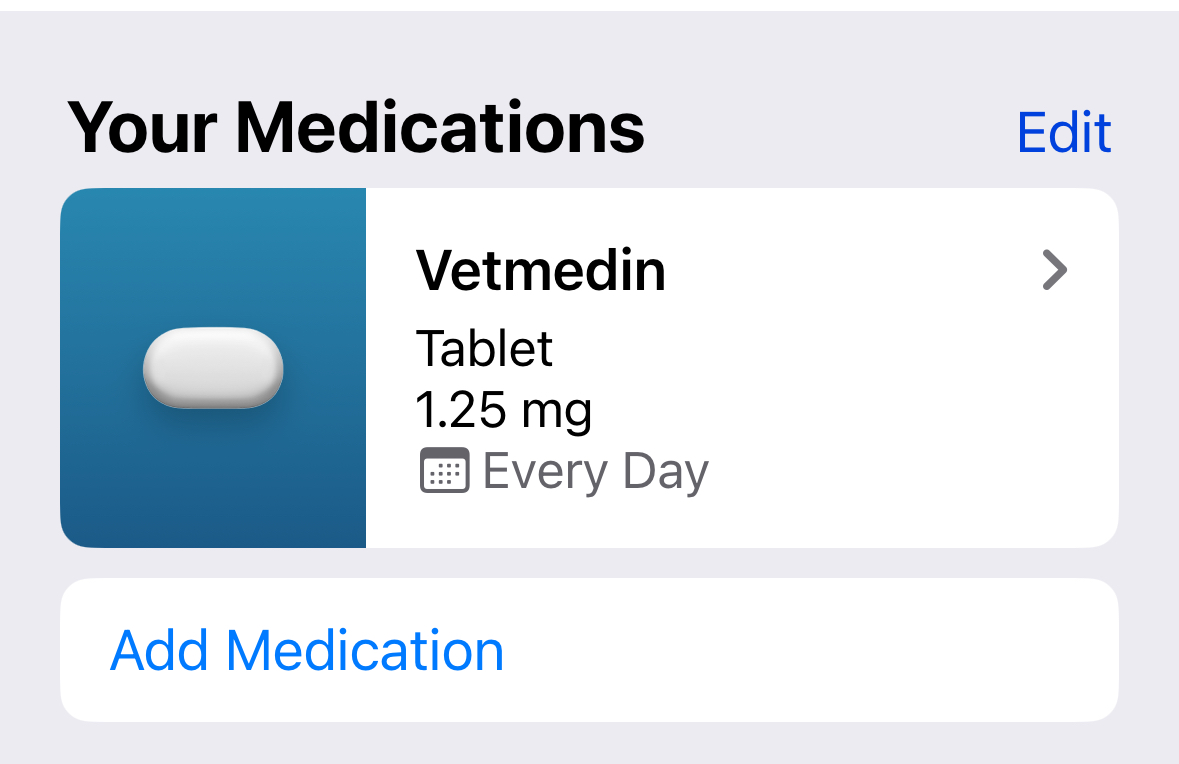 Your Medications
Edit
Vetmedin
Tablet
1.25 mg
Every Day
Add Medication